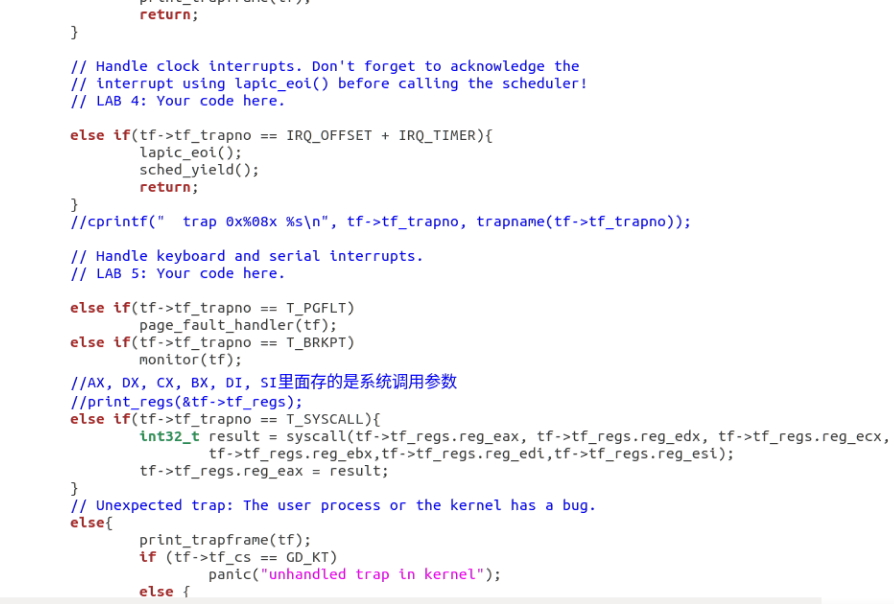 print_trapframe(tf);
return;
}
// Handle clock interrupts. Don't forget to acknowledge the
// interrupt using lapic_eoi() before calling the scheduler!
// LAB 4: Your code here.
else if(tf->tf_trapno == IRQ_OFFSET + IRQ_TIMER){
lapic_eoi();
sched_yield();
return;
}
//cprintf("  trap 0x%08x %s\n", tf->tf_trapno, trapname(tf->tf_trapno));
// Handle keyboard and serial interrupts.
// LAB 5: Your code here.
else if(tf->tf_trapno == T_PGFLT)
page_fault_handler(tf);
else if(tf->tf_trapno == T_BRKPT)
monitor(tf);
//AX, DX, CX, BX, DI, SI里面存的是系统调用参数
//print_regs(&tf->tf_regs);
else if(tf->tf_trapno == T_SYSCALL){
int32_t result = syscall(tf->tf_regs.reg_eax, tf->tf_regs.reg_edx, tf->tf_regs.reg_ecx,
tf->tf_regs.reg_ebx,tf->tf_regs.reg_edi,tf->tf_regs.reg_esi);
tf->tf_regs.reg_eax = result;
}
// Unexpected trap: The user process or the kernel has a bug.
else{
print_trapframe(tf);
if (tf->tf_cs == GD_KT)
panic("unhandled trap in kernel");
else {